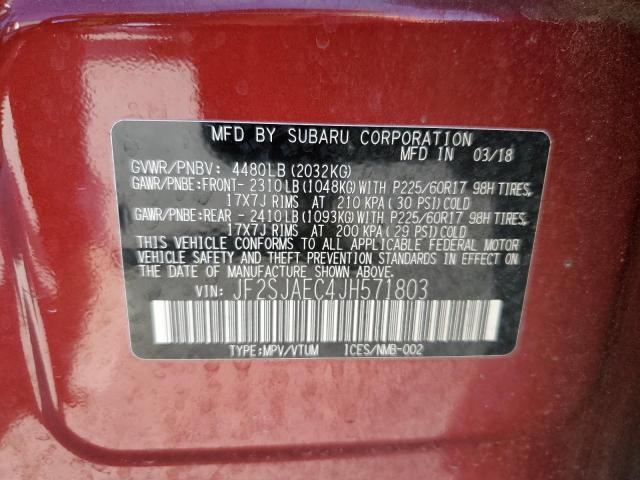 MFD BY SUBARU CORPORATION
MFD IN 03/18
GVWR/PNBV: 4480LB (2032KG)
GAWR/PNBE:FRONT- 2310LB (1048KG)WITH P225/60R17 98H TIRES,
17X7J RIMS AT 210 KPA ( 30 PSI) COLD
GAWR/PNBE:REAR - 2410LB (1093KG)WITH P225/60R17 98H TIRES,
17X7J RIMS AT 200 KPA ( 29 PSI) COLD
THIS VEHICLE CONFORMS TO ALL APPLICABLE FEDERAL MOTOR
VEHICLE SAFETY AND THEFT PREVENTION STANDARDS IN EFFECT ON
THE DATE OF MANUFACTURE SHOWN ABOVE.
VIN: JF2SJAEC4JH571803
TYPE:MPV/VTUM ICES/NMB-002